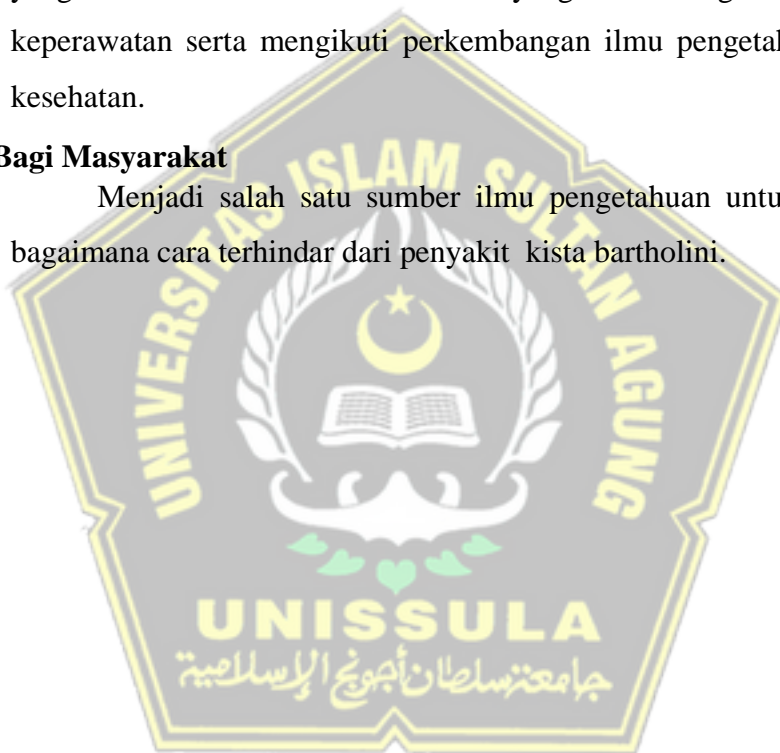 keperawatan serta mengikuti perkembangan ilmu pengetah
kesehatan.
Bagi Masyarakat
Menjadi salah satu sumber ilmu pengetahuan untu
bagaimana cara terhindar dari penyakit kista bartholini.
UNIVERSITAS ISLAM SULTAN AGUNG
UNISSULA
جامعة سلطان أجونج الإسلامية